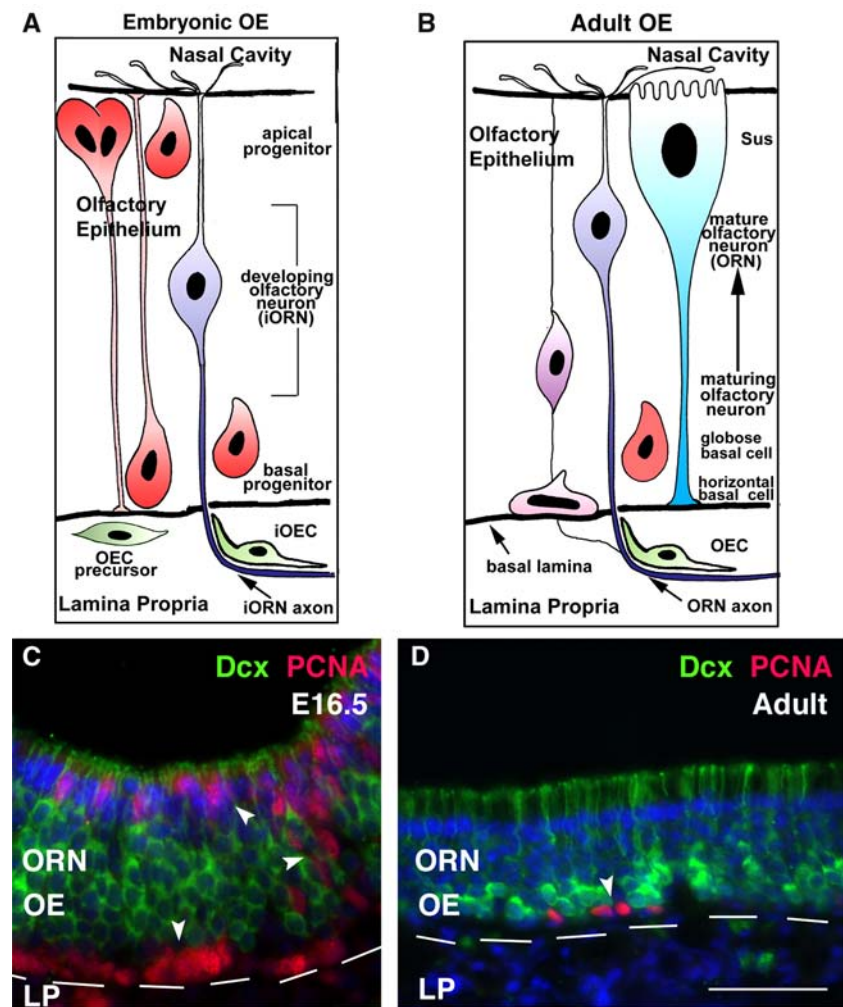 A
Embryonic OE
Nasal Cavity
apical
progenitor
Olfactory
Epithelium
developing
olfactory
neuron
(iORN)
basal
progenitor
iOEC
OEC
precursor
Lamina Propria
iORN axon
B
Adult OE
Nasal Cavity
Olfactory
Epithelium
Sus
mature
olfactory
neuron
(ORN)
maturing
olfactory
neuron
globose
basal cell
horizontal
basal cell
OEC
basal lamina
Lamina Propria
ORN axon
C
Dcx PCNA
E16.5
ORN
OE
LP
D
Dcx PCNA
Adult
ORN
OE
LP